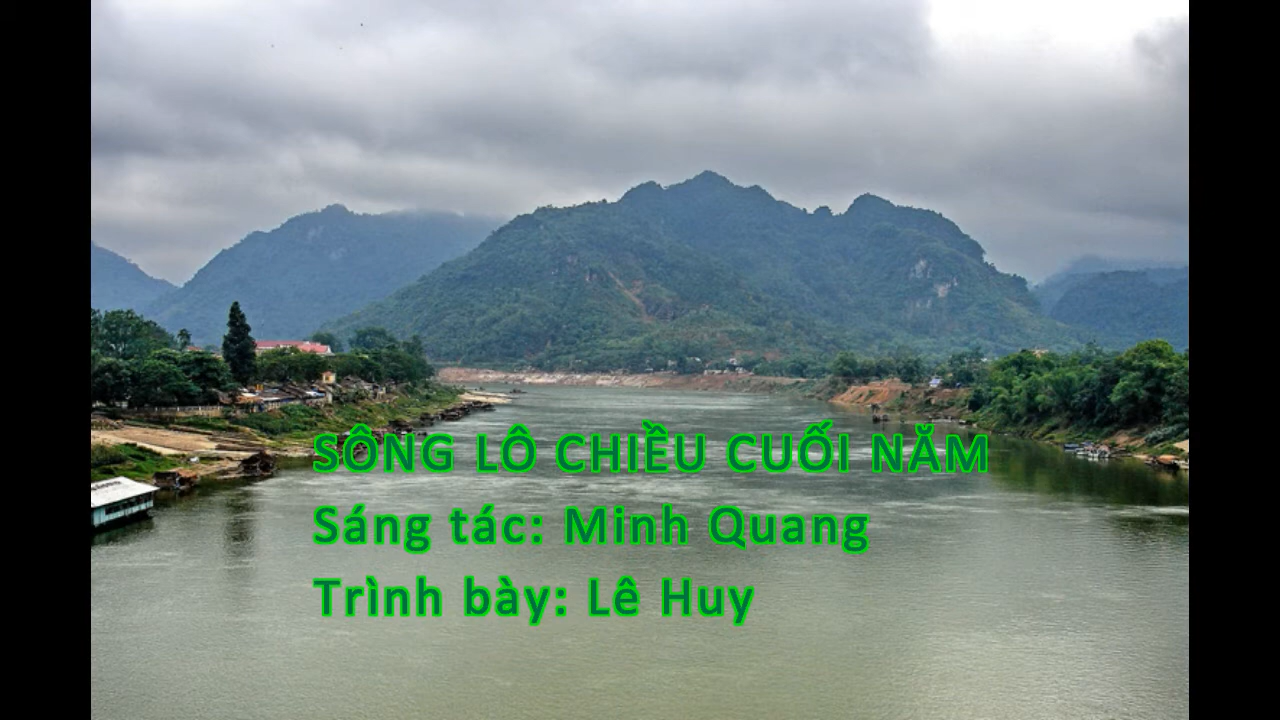 SÔNG LÔ CHIỀU CUỐI NĂM
Sáng tác: Minh Quang
Trình bày: Lê Huy